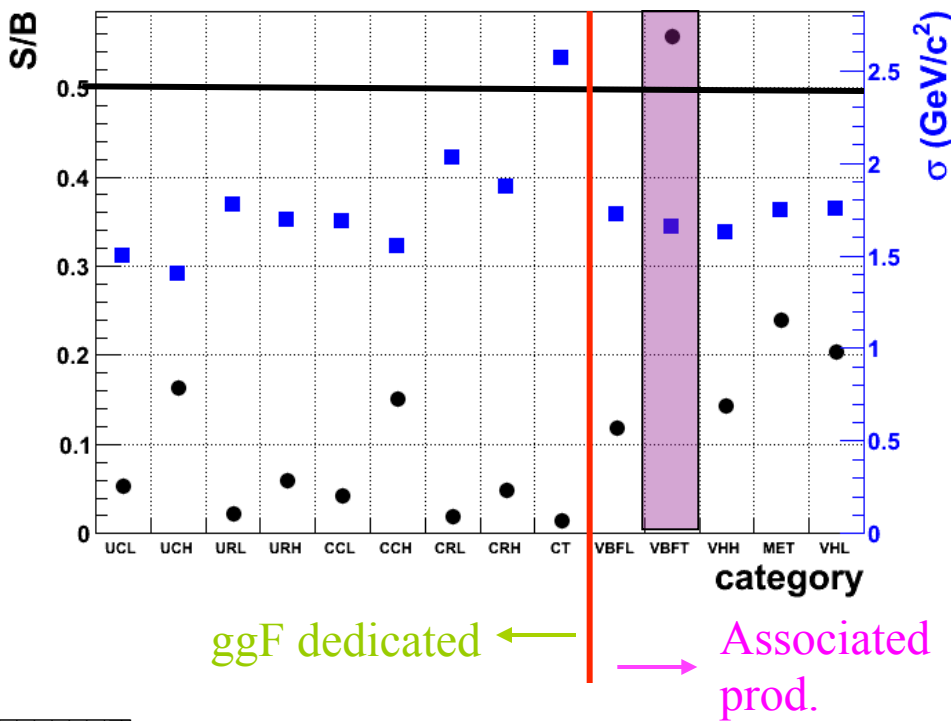 S/B
0.5
0.4
0.3
0.2
0.1
0
2.5
2
1.5
1
0.5
0
σ (GeV/c²)
UCL UCH URL URH CCL CCH CRL CRH CT VBFL VBFT VHH MET VHL
category
ggF dedicated
Associated
prod.